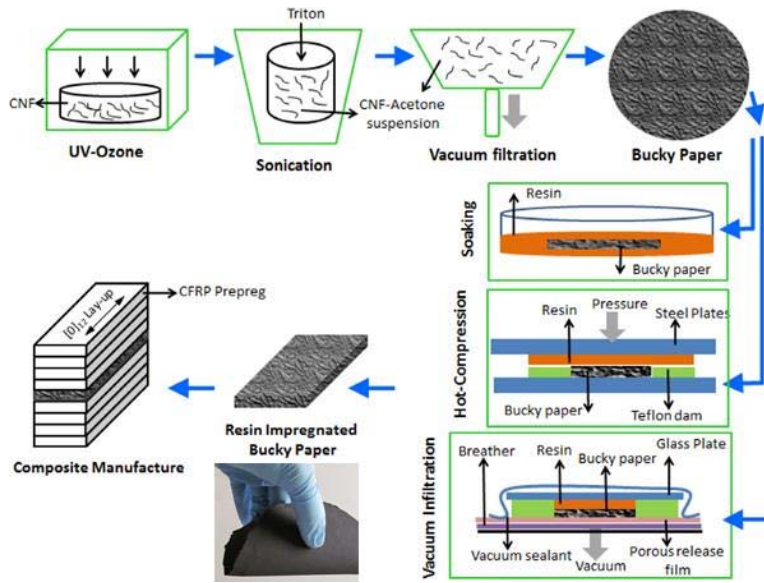 Triton
CNF
CNF-Acetone
suspension
UV-Ozone
Sonication
Vacuum filtration
Bucky Paper
Soaking
Resin
Bucky paper
Hot-Compression
Pressure
Resin
Steel Plates
Bucky paper
Teflon dam
Vacuum Infiltration
Breather
Resin
Bucky paper
Glass Plate
Vacuum sealant
Vacuum
Porous release
film
CFRP Prepreg
[0]12 Lay-up
Composite Manufacture
Resin Impregnated
Bucky Paper